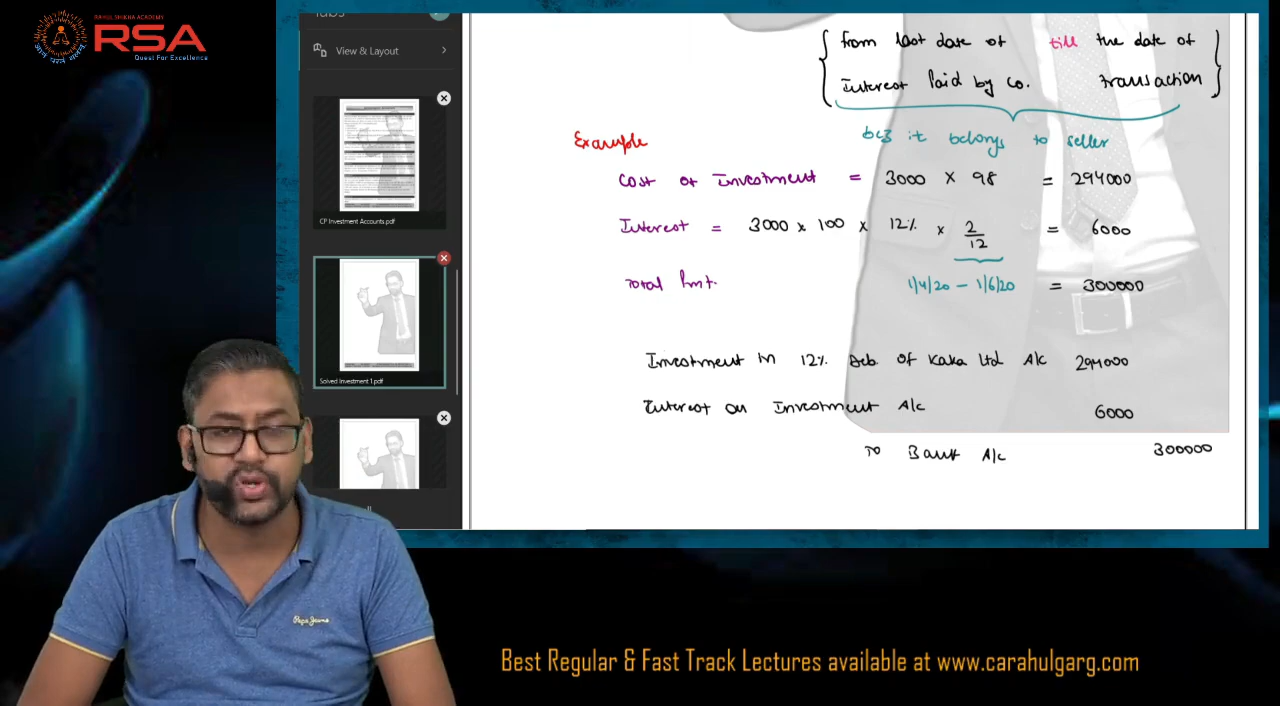 RAHUL SHIKHA ACADEMY
RSA
Quest For Excellence
View & Layout
CP Investment Accounts.pdf
Solved Investment 1.pdf
from last date of till the date of
Interest paid by Co. transaction
bcz it belongs to seller
Example
Cost of Investment = 3000 × 98 = 294000
Interest = 3000 × 100 × 12% × 2/12 = 6000
1/4/20 – 1/6/20
Total Amt. = 300000
Investment in 12% Deb. of Kaka Ltd A/c 294000
Interest on Investment A/c 6000
To Bank A/c 300000
Pepe Jeans
Best Regular & Fast Track Lectures available at www.carahulgarg.com